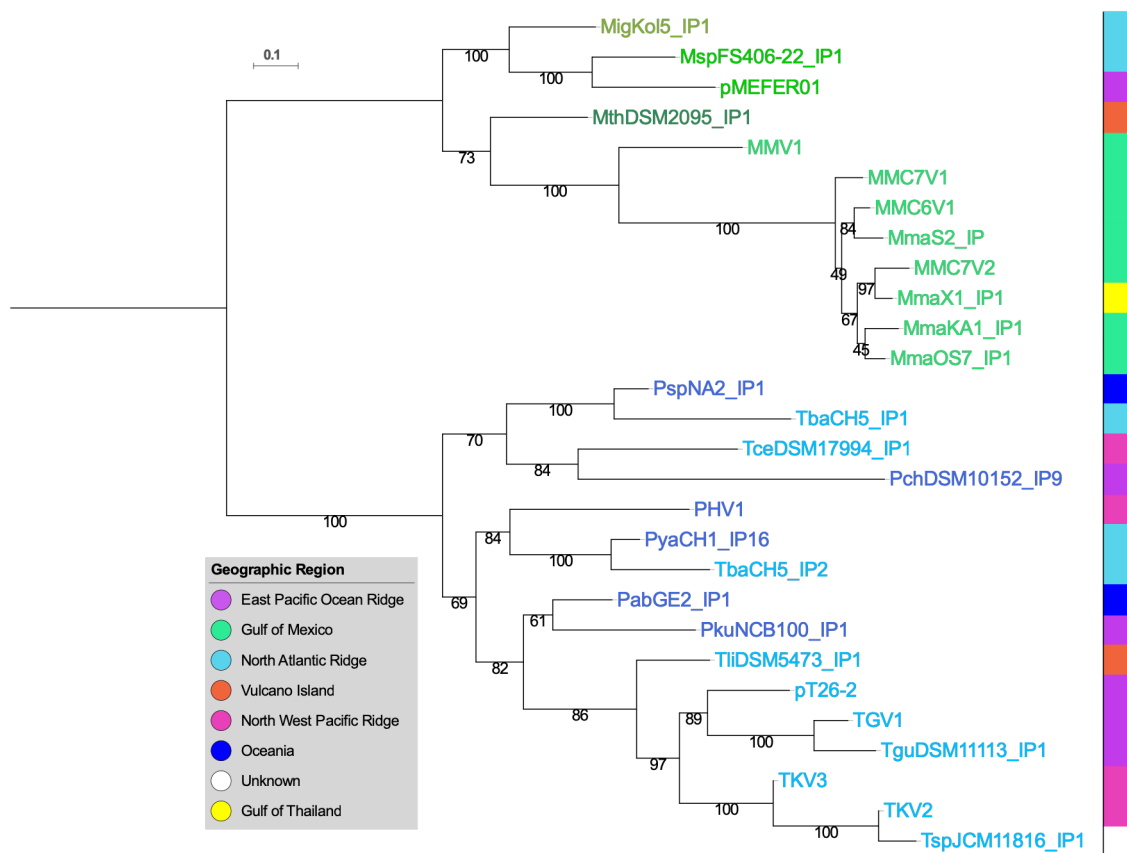 MigKol5_IP1
0.1
100
MspFS406-22_IP1
100
pMEFER01
MthDSM2095_IP1
73
MMV1
100
MMC7V1
MMC6V1
100
84
MmaS2_IP
MMC7V2
49
97
MmaX1_IP1
67
MmaKA1_IP1
45
MmaOS7_IP1
PspNA2_IP1
100
TbaCH5_IP1
70
TceDSM17994_IP1
84
PchDSM10152_IP9
PHV1
100
84
PyaCH1_IP16
100
TbaCH5_IP2
69
PabGE2_IP1
61
PkuNCB100_IP1
82
TliDSM5473_IP1
86
pT26-2
89
TGV1
100
TguDSM11113_IP1
97
TKV3
100
TKV2
100
TspJCM11816_IP1
Geographic Region
East Pacific Ocean Ridge
Gulf of Mexico
North Atlantic Ridge
Vulcano Island
North West Pacific Ridge
Oceania
Unknown
Gulf of Thailand